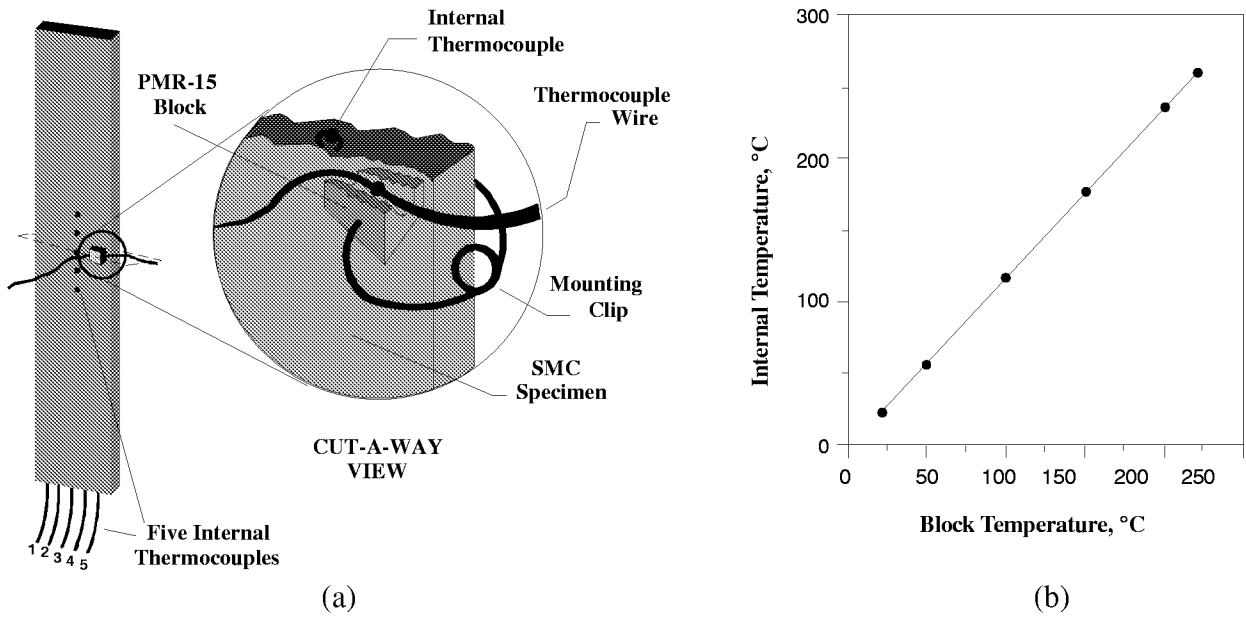 Internal
Thermocouple
PMR-15
Block
Thermocouple
Wire
Mounting
Clip
SMC
Specimen
CUT-A-WAY
VIEW
Five Internal
Thermocouples
1 2 3 4 5
(a)
300
200
100
0
Internal Temperature, °C
0 50 100 150 200 250
Block Temperature, °C
(b)